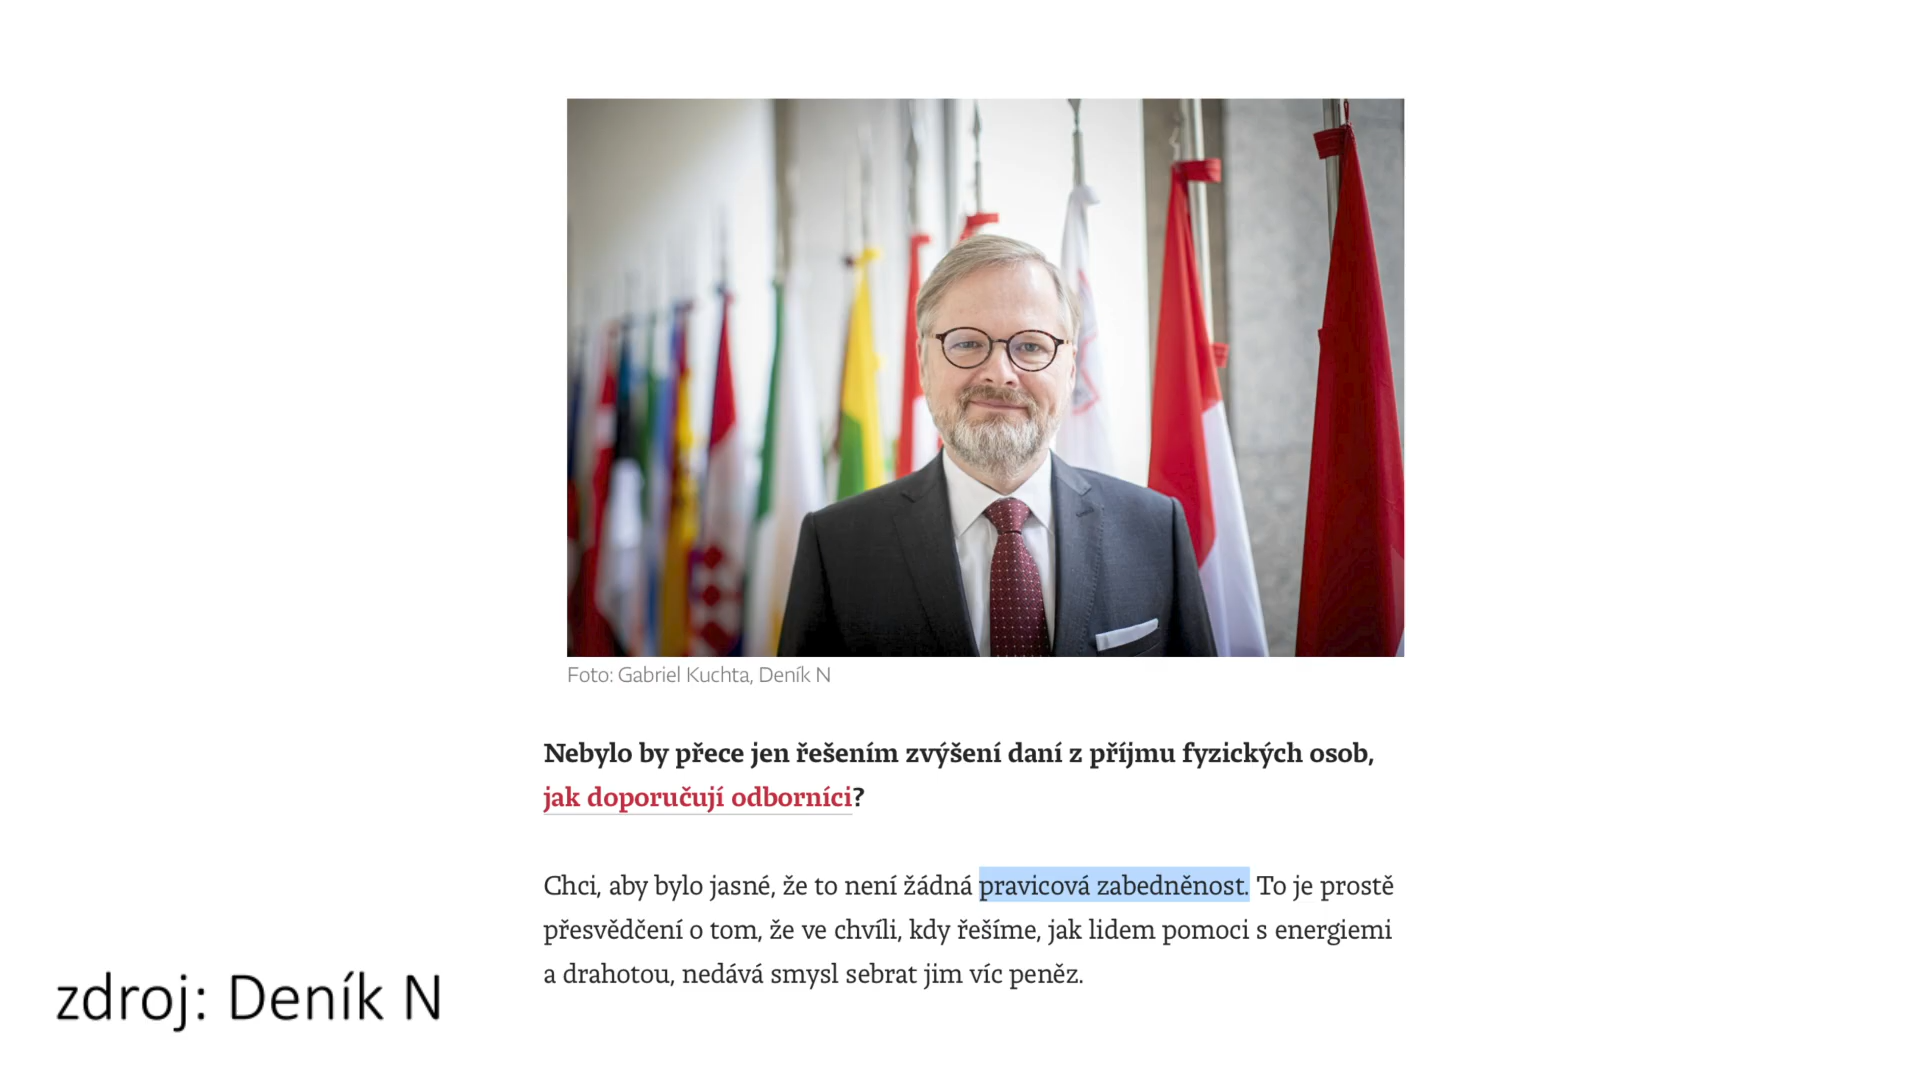 Foto: Gabriel Kuchta, Deník N
Nebylo by přece jen řešením zvýšení daní z příjmu fyzických osob,
jak doporučují odborníci?
Chci, aby bylo jasné, že to není žádná pravicová zabedněnost. To je prostě
přesvědčení o tom, že ve chvíli, kdy řešíme, jak lidem pomoci s energiemi
a drahotou, nedává smysl sebrat jim víc peněz.
zdroj: Deník N